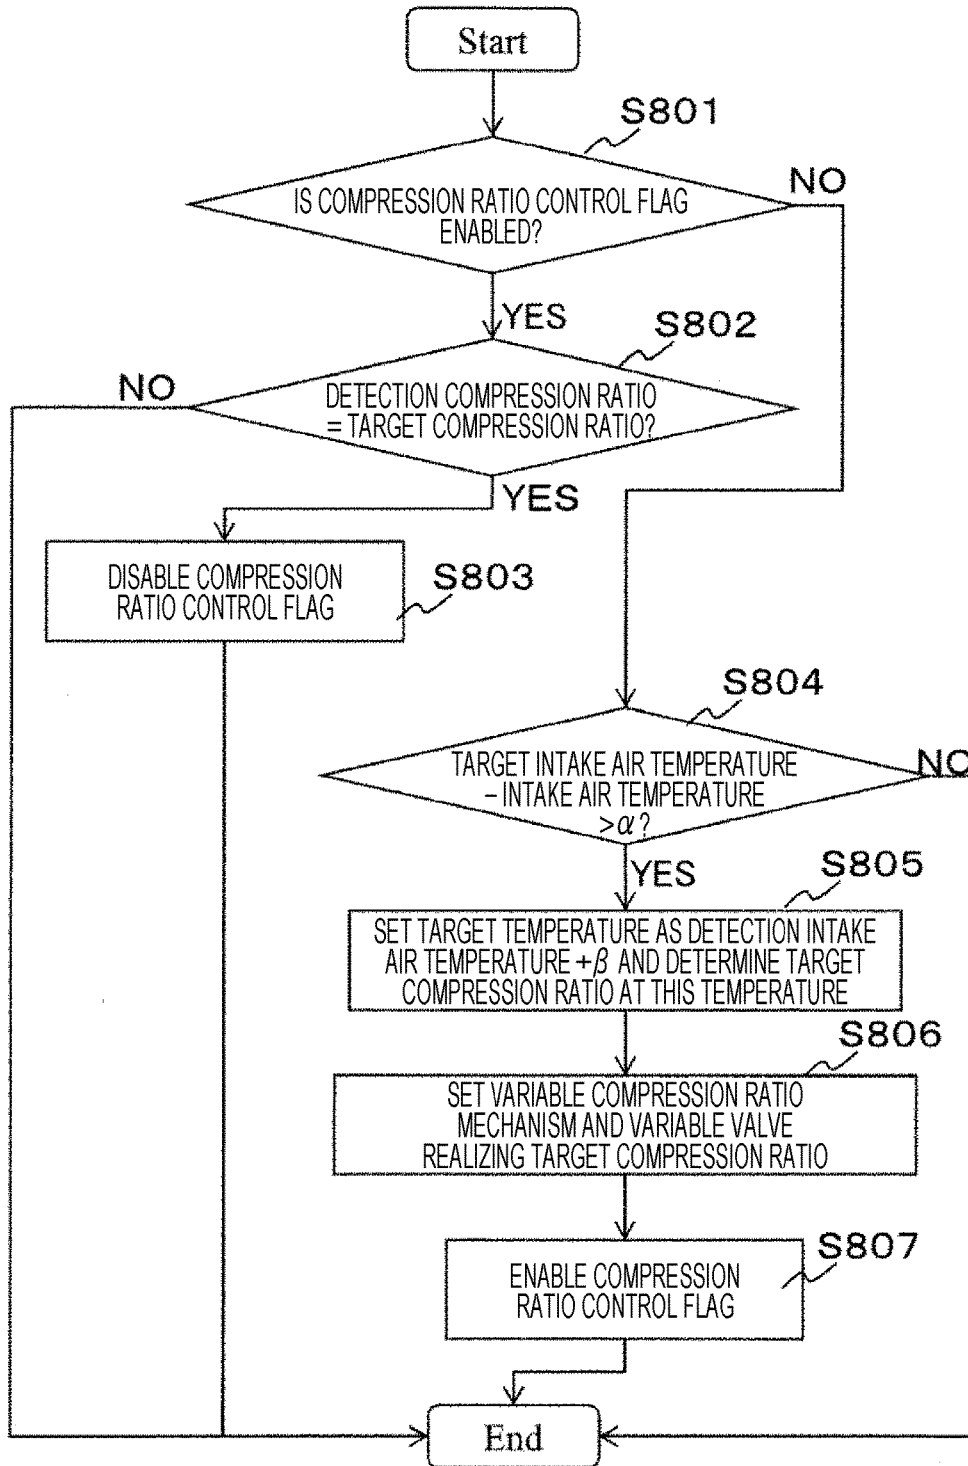 Start
S801
IS COMPRESSION RATIO CONTROL FLAG
ENABLED?
NO
YES
S802
NO
DETECTION COMPRESSION RATIO
= TARGET COMPRESSION RATIO?
YES
DISABLE COMPRESSION
RATIO CONTROL FLAG
S803
S804
TARGET INTAKE AIR TEMPERATURE
– INTAKE AIR TEMPERATURE
>α?
NO
YES
S805
SET TARGET TEMPERATURE AS DETECTION INTAKE
AIR TEMPERATURE +β AND DETERMINE TARGET
COMPRESSION RATIO AT THIS TEMPERATURE
S806
SET VARIABLE COMPRESSION RATIO
MECHANISM AND VARIABLE VALVE
REALIZING TARGET COMPRESSION RATIO
S807
ENABLE COMPRESSION
RATIO CONTROL FLAG
End